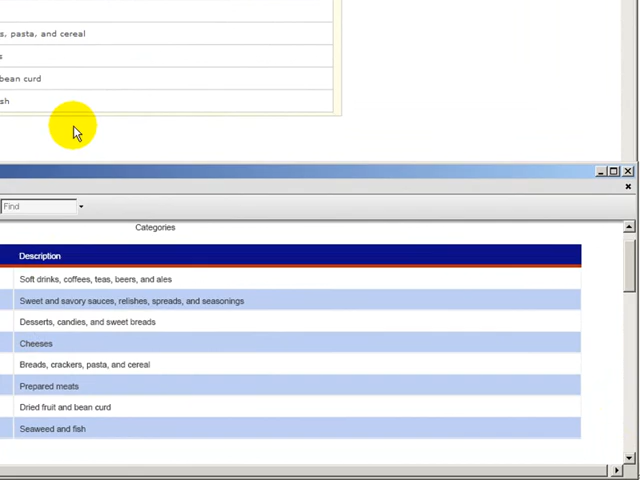 s, pasta, and cereal
s
bean curd
sh
Find
Categories
Description
Soft drinks, coffees, teas, beers, and ales
Sweet and savory sauces, relishes, spreads, and seasonings
Desserts, candies, and sweet breads
Cheeses
Breads, crackers, pasta, and cereal
Prepared meats
Dried fruit and bean curd
Seaweed and fish